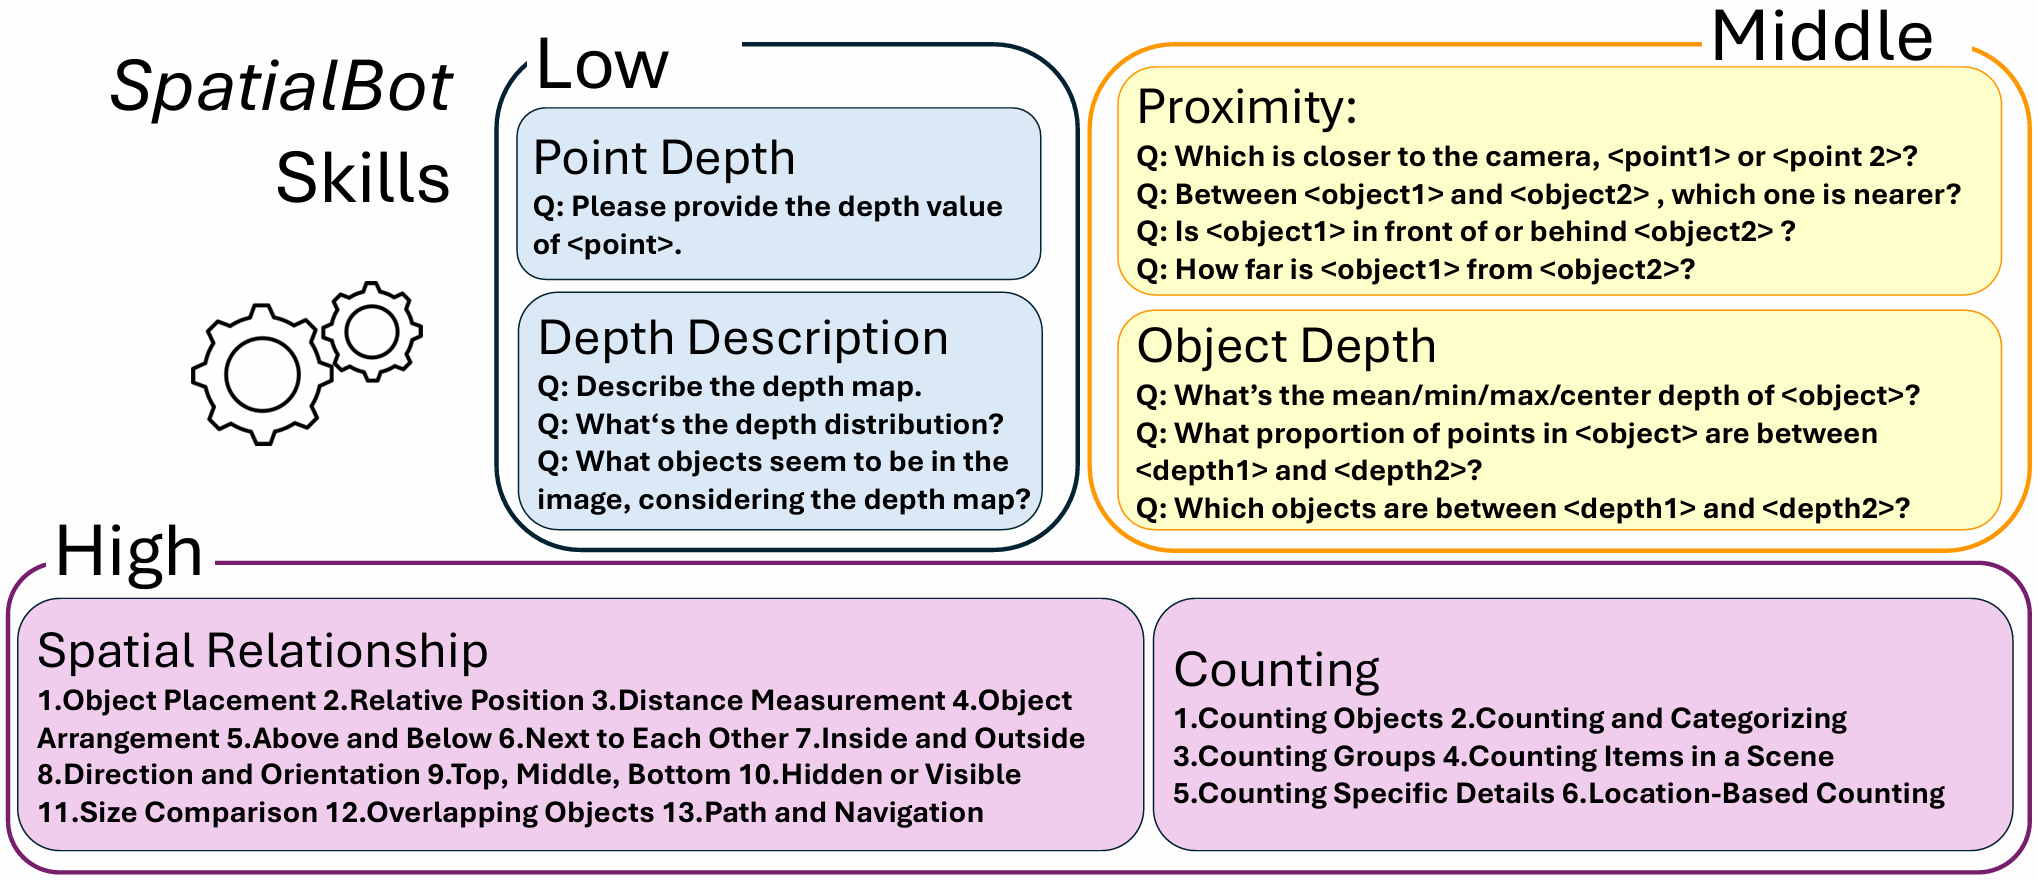 SpatialBot
Skills
Low
Point Depth
Q: Please provide the depth value
of <point>.
Depth Description
Q: Describe the depth map.
Q: What‘s the depth distribution?
Q: What objects seem to be in the
image, considering the depth map?
Middle
Proximity:
Q: Which is closer to the camera, <point1> or <point 2>?
Q: Between <object1> and <object2> , which one is nearer?
Q: Is <object1> in front of or behind <object2> ?
Q: How far is <object1> from <object2>?
Object Depth
Q: What’s the mean/min/max/center depth of <object>?
Q: What proportion of points in <object> are between
<depth1> and <depth2>?
Q: Which objects are between <depth1> and <depth2>?
High
Spatial Relationship
1.Object Placement 2.Relative Position 3.Distance Measurement 4.Object
Arrangement 5.Above and Below 6.Next to Each Other 7.Inside and Outside
8.Direction and Orientation 9.Top, Middle, Bottom 10.Hidden or Visible
11.Size Comparison 12.Overlapping Objects 13.Path and Navigation
Counting
1.Counting Objects 2.Counting and Categorizing
3.Counting Groups 4.Counting Items in a Scene
5.Counting Specific Details 6.Location-Based Counting